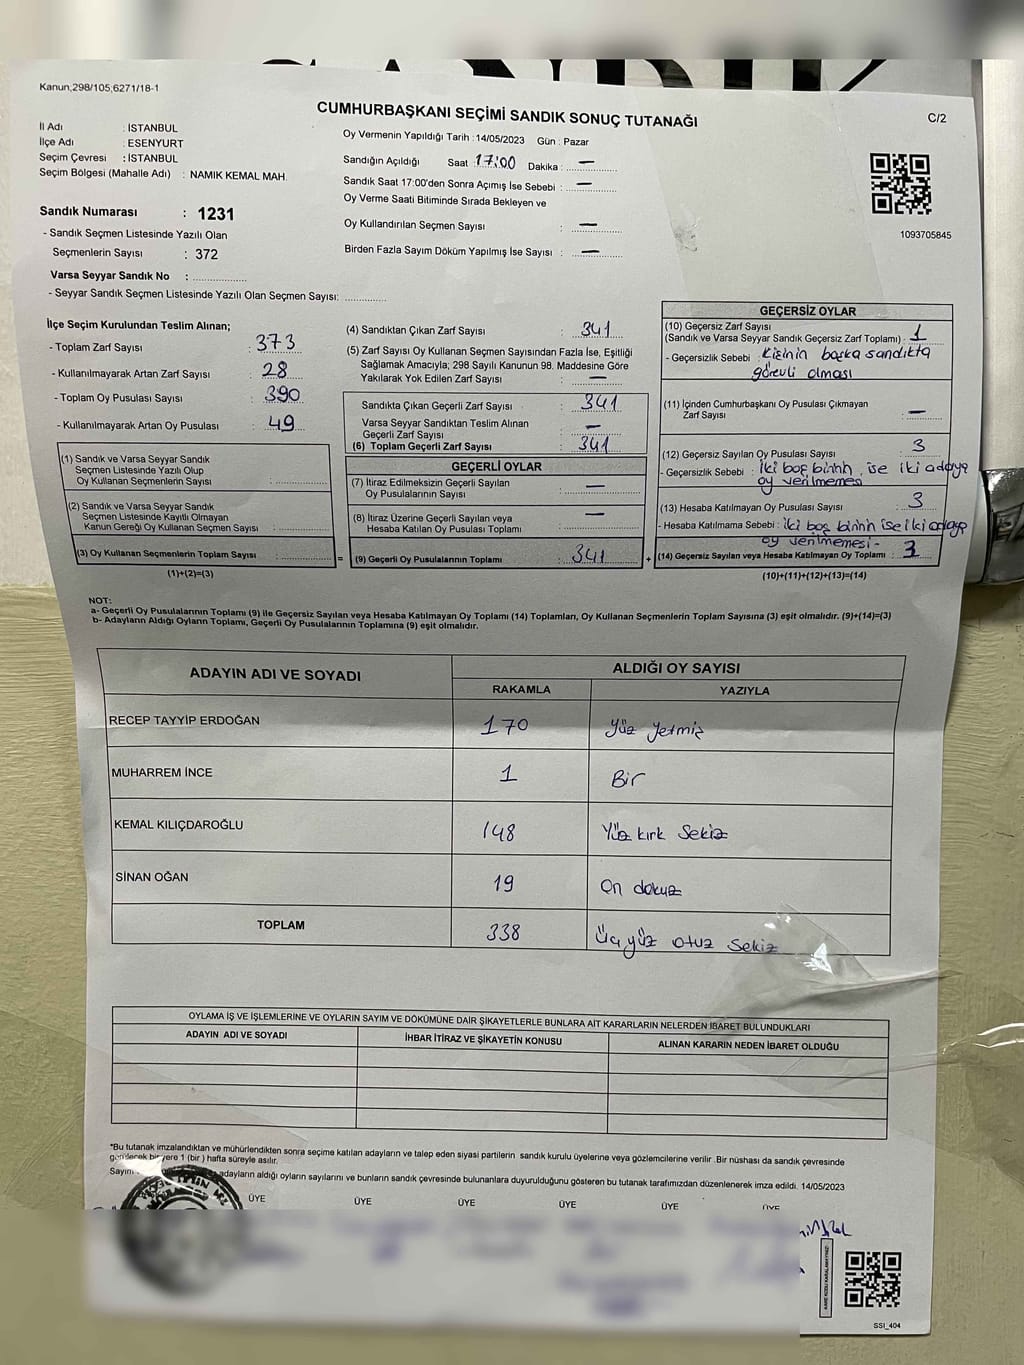 Kanun;298/105;6271/18-1
CUMHURBAŞKANI SEÇİMİ SANDIK SONUÇ TUTANAĞI
C/2
İl Adı : İSTANBUL
İlçe Adı : ESENYURT
Seçim Çevresi : İSTANBUL
Seçim Bölgesi (Mahalle Adı) : NAMIK KEMAL MAH.
Oy Vermenin Yapıldığı Tarih : 14/05/2023 Gün : Pazar
Sandığın Açıldığı Saat : 17:00 Dakika : —
Sandık Saat 17:00'den Sonra Açımış İse Sebebi : —
Oy Verme Saati Bitiminde Sırada Bekleyen ve
Oy Kullandırılan Seçmen Sayısı : —
Birden Fazla Sayım Döküm Yapılmış İse Sayısı : —
1093705845
Sandık Numarası : 1231
- Sandık Seçmen Listesinde Yazılı Olan
Seçmenlerin Sayısı : 372
Varsa Seyyar Sandık No :
- Seyyar Sandık Seçmen Listesinde Yazılı Olan Seçmen Sayısı:
İlçe Seçim Kurulundan Teslim Alınan;
- Toplam Zarf Sayısı : 373
- Kullanılmayarak Artan Zarf Sayısı : 28
- Toplam Oy Pusulası Sayısı : 390
- Kullanılmayarak Artan Oy Pusulası : 49
(1) Sandık ve Varsa Seyyar Sandık
Seçmen Listesinde Yazılı Olup
Oy Kullanan Seçmenlerin Sayısı :
(2) Sandık ve Varsa Seyyar Sandık
Seçmen Listesinde Kayıtlı Olmayan
Kanun Gereği Oy Kullanan Seçmen Sayısı :
(3) Oy Kullanan Seçmenlerin Toplam Sayısı :
(1)+(2)=(3)
(4) Sandıktan Çıkan Zarf Sayısı : 341
(5) Zarf Sayısı Oy Kullanan Seçmen Sayısından Fazla İse, Eşitliği
Sağlamak Amacıyla; 298 Sayılı Kanunun 98. Maddesine Göre
Yakılarak Yok Edilen Zarf Sayısı : —
Sandıkta Çıkan Geçerli Zarf Sayısı : 341
Varsa Seyyar Sandıktan Teslim Alınan
Geçerli Zarf Sayısı : —
(6) Toplam Geçerli Zarf Sayısı : 341
GEÇERLİ OYLAR
(7) İtiraz Edilmeksizin Geçerli Sayılan
Oy Pusulalarının Sayısı : —
(8) İtiraz Üzerine Geçerli Sayılan veya
Hesaba Katılan Oy Pusulası Toplamı : —
= (9) Geçerli Oy Pusulalarının Toplamı : 341 +
GEÇERSİZ OYLAR
(10) Geçersiz Zarf Sayısı
(Sandık ve Varsa Seyyar Sandık Geçersiz Zarf Toplamı) : 1
- Geçersizlik Sebebi : Kişinin başka sandıkta
görevli olması
(11) İçinden Cumhurbaşkanı Oy Pusulası Çıkmayan
Zarf Sayısı : —
(12) Geçersiz Sayılan Oy Pusulası Sayısı : 3
- Geçersizlik Sebebi : İki boş birinin ise iki adaya
oy verilmemesi
(13) Hesaba Katılmayan Oy Pusulası Sayısı : 3
- Hesaba Katılmama Sebebi : iki boş birinin ise iki adaya
oy verilmemesi-
(14) Geçersiz Sayılan veya Hesaba Katılmayan Oy Toplamı : 3
(10)+(11)+(12)+(13)=(14)
NOT:
a- Geçerli Oy Pusulalarının Toplamı (9) ile Geçersiz Sayılan veya Hesaba Katılmayan Oy Toplamı (14) Toplamları, Oy Kullanan Seçmenlerin Toplam Sayısına (3) eşit olmalıdır. (9)+(14)=(3)
b- Adayların Aldığı Oyların Toplamı, Geçerli Oy Pusulalarının Toplamına (9) eşit olmalıdır.
ADAYIN ADI VE SOYADI
ALDIĞI OY SAYISI
RAKAMLA YAZIYLA
RECEP TAYYİP ERDOĞAN 170 Yüz Yetmiş
MUHARREM İNCE 1 Bir
KEMAL KILIÇDAROĞLU 148 Yüz kırk Sekiz
SİNAN OĞAN 19 On dokuz
TOPLAM 338 Üç yüz otuz Sekiz
OYLAMA İŞ VE İŞLEMLERİNE VE OYLARIN SAYIM VE DÖKÜMÜNE DAİR ŞİKAYETLERLE BUNLARA AİT KARARLARIN NELERDEN İBARET BULUNDUKLARI
ADAYIN ADI VE SOYADI İHBAR İTİRAZ VE ŞİKAYETİN KONUSU ALINAN KARARIN NEDEN İBARET OLDUĞU
*Bu tutanak imzalandıktan ve mühürlendikten sonra seçime katılan adayların ve talep eden siyasi partilerin sandık kurulu üyelerine veya gözlemcilerine verilir .Bir nüshası da sandık çevresinde
görülecek bir yere 1 (bir ) hafta süreyle asılır.
Sayım adayların aldığı oyların sayılarını ve bunların sandık çevresinde bulunanlara duyurulduğunu gösteren bu tutanak tarafımızdan düzenlenerek imza edildi. 14/05/2023
ÜYE ÜYE ÜYE ÜYE ÜYE ÜYE
SSI_404